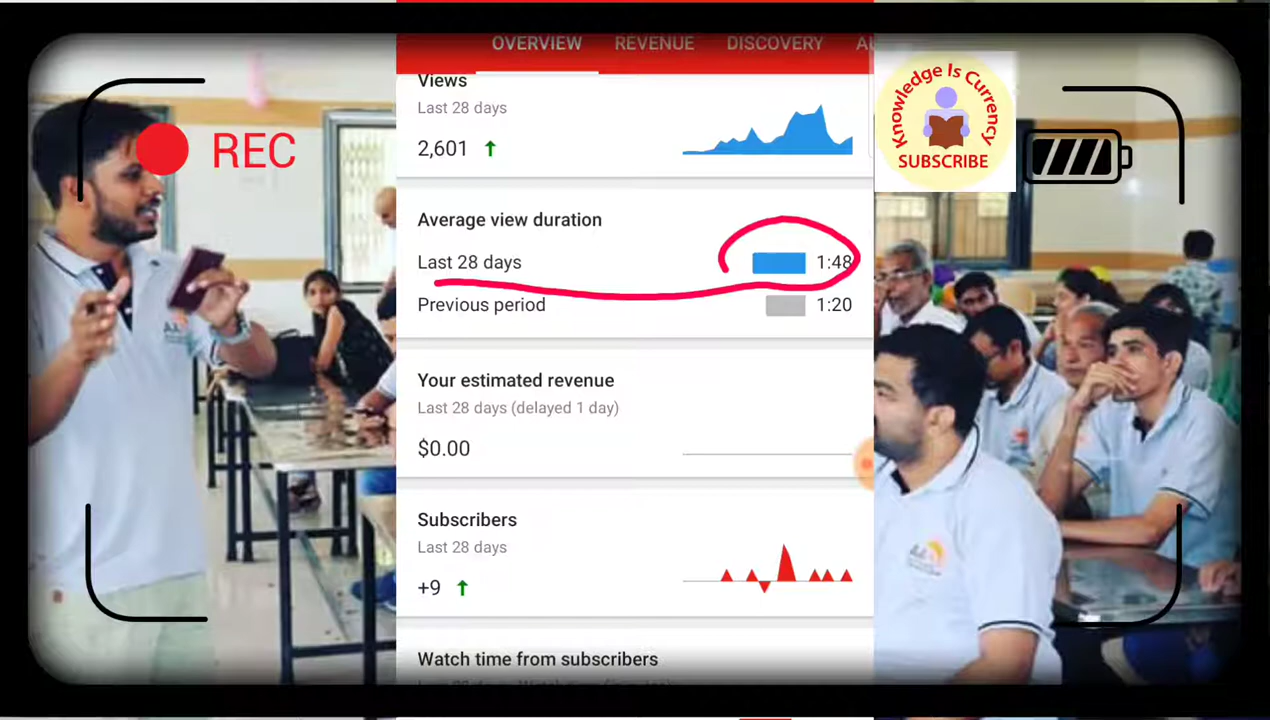 OVERVIEW REVENUE DISCOVERY
Views
Last 28 days
2,601
Average view duration
Last 28 days 1:48
Previous period 1:20
Your estimated revenue
Last 28 days (delayed 1 day)
$0.00
Subscribers
Last 28 days
+9
Watch time from subscribers
REC
Knowledge Is Currency
SUBSCRIBE